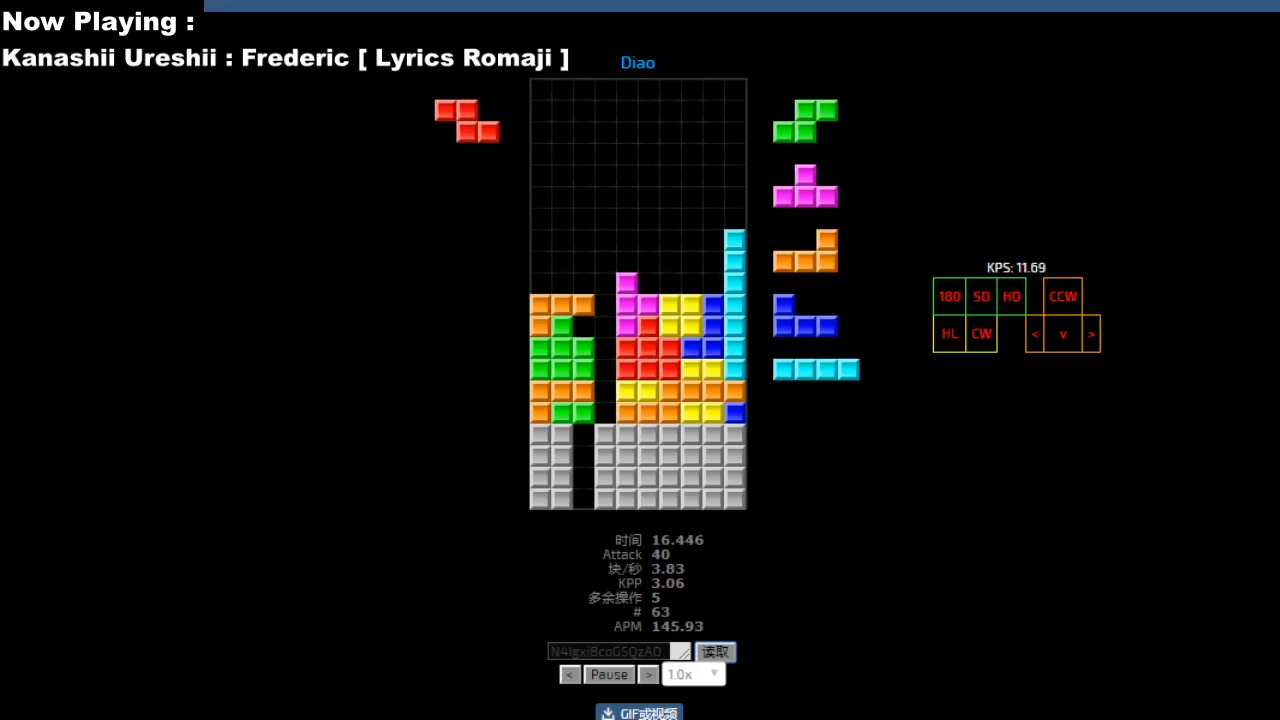 Now Playing :
Kanashii Ureshii : Frederic [ Lyrics Romaji ]
Diao
KPS: 11.69
180 SD HD CCW
HL CW < v >
时间 16.446
Attack 40
块/秒 3.83
KPP 3.06
多余操作 5
# 63
APM 145.93
N4IgxiBcoG5QzA0 读取
< Pause > 1.0x ▼
GIF或视频